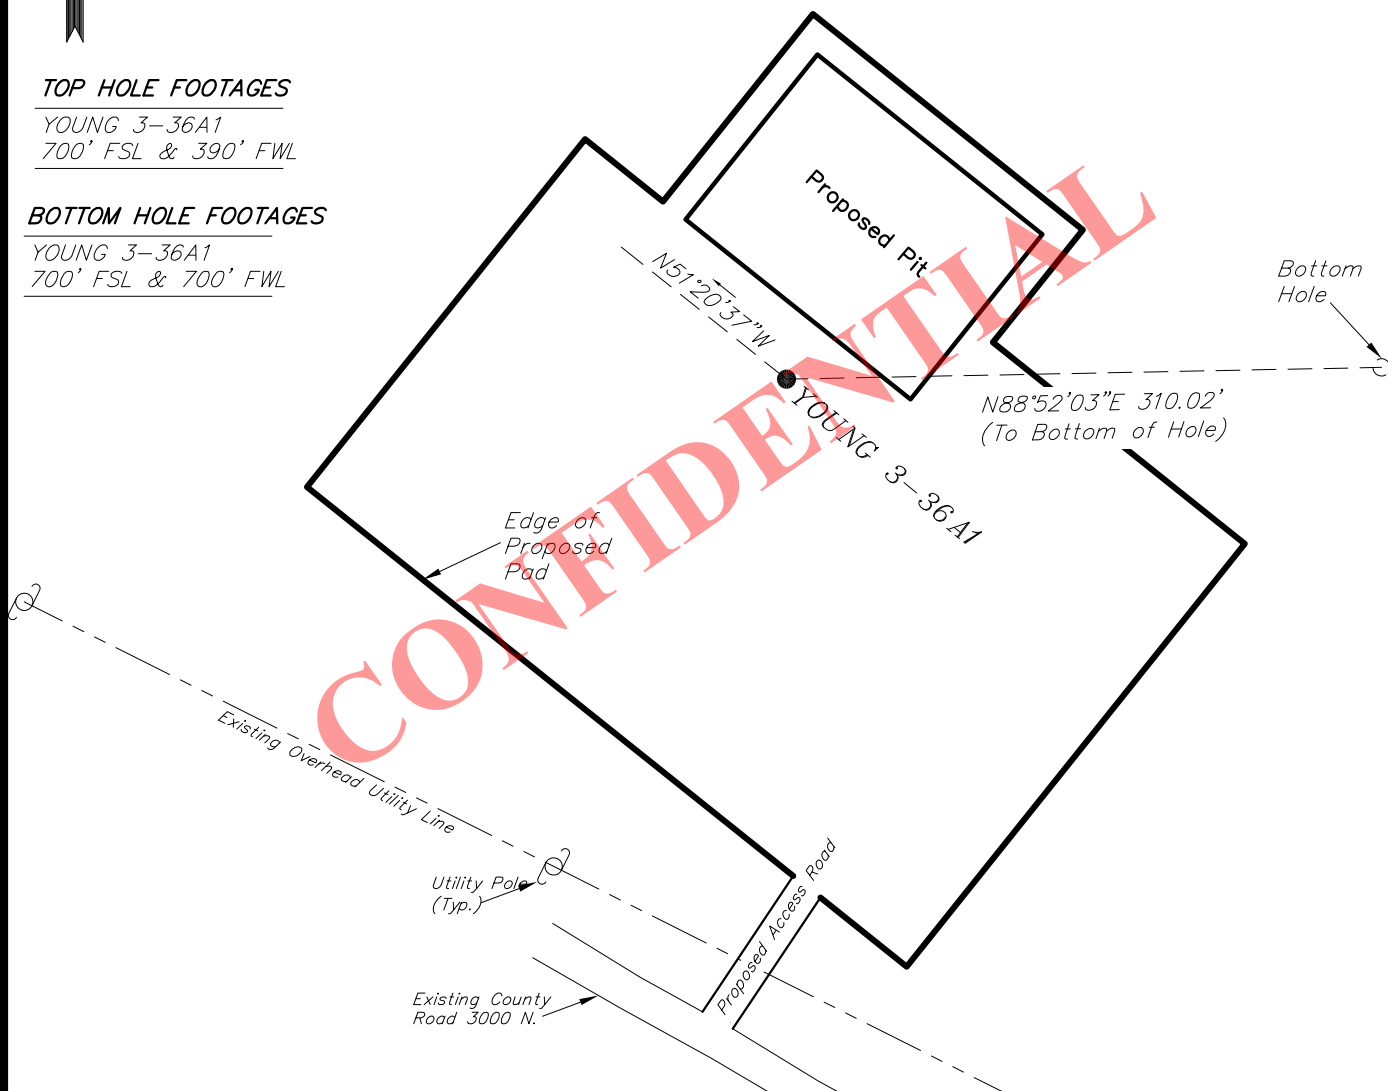 TOP HOLE FOOTAGES
YOUNG 3-36A1
700' FSL & 390' FWL
BOTTOM HOLE FOOTAGES
YOUNG 3-36A1
700' FSL & 700' FWL
Proposed Pit
N51°20'37"W
Bottom
Hole
YOUNG 3-36A1
N88°52'03"E 310.02'
(To Bottom of Hole)
Edge of
Proposed
Pad
CONFIDENTIAL
Existing Overhead Utility Line
Utility Pole
(Typ.)
Proposed Access Road
Existing County
Road 3000 N.